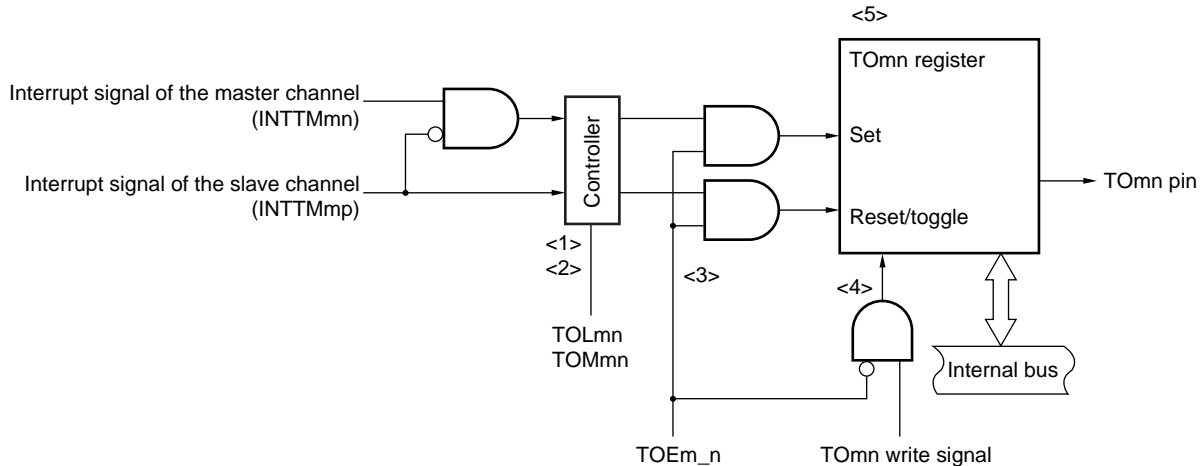 <5>
TOmn register
Interrupt signal of the master channel
(INTTMmn)
Controller
Set
Interrupt signal of the slave channel
(INTTMmp)
TOmn pin
Reset/toggle
<1>
<2>
<3>
<4>
TOLmn
TOMmn
Internal bus
TOEm_n
TOmn write signal